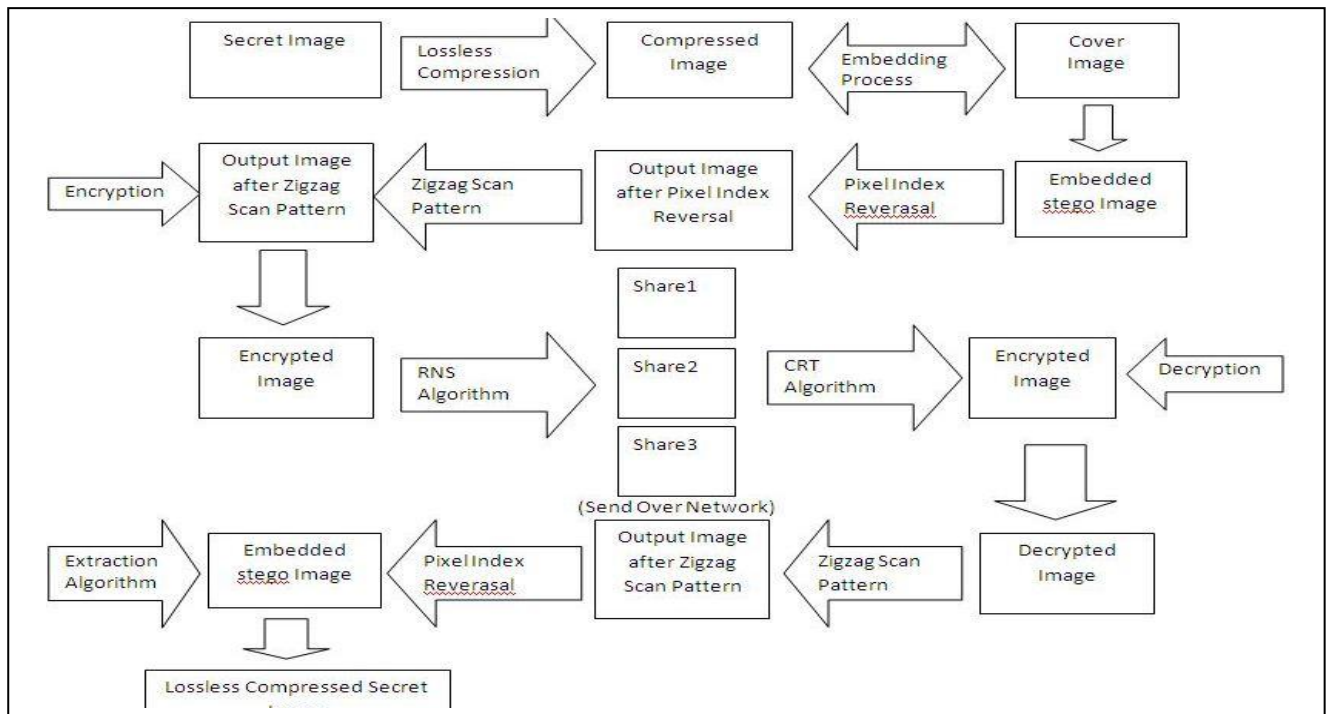 Secret Image
Lossless
Compression
Compressed
Image
Embedding
Process
Cover
Image
Encryption
Output Image
after Zigzag
Scan Pattern
Zigzag Scan
Pattern
Output Image
after Pixel Index
Reversal
Pixel Index
Reverasal
Embedded
stego Image
Share1
Encrypted
Image
RNS
Algorithm
Share2
CRT
Algorithm
Encrypted
Image
Decryption
Share3
(Send Over Network)
Extraction
Algorithm
Embedded
stego Image
Pixel Index
Reverasal
Output Image
after Zigzag
Scan Pattern
Zigzag Scan
Pattern
Decrypted
Image
Lossless Compressed Secret